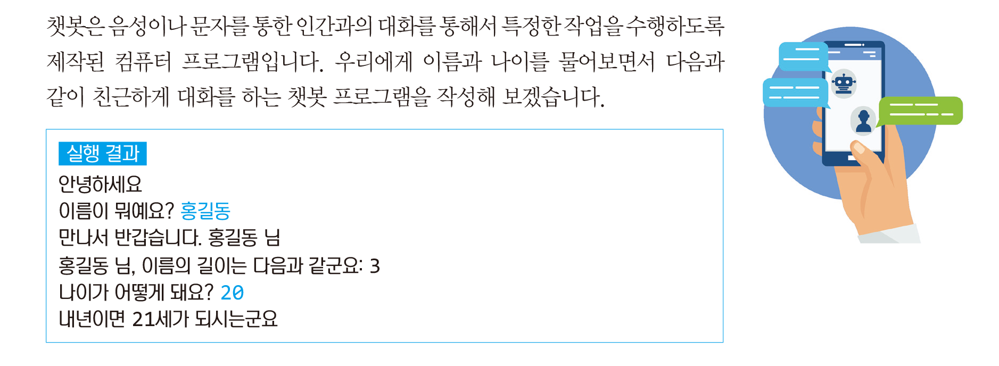 챗봇은 음성이나 문자를 통한 인간과의 대화를 통해서 특정한 작업을 수행하도록
제작된 컴퓨터 프로그램입니다. 우리에게 이름과 나이를 물어보면서 다음과
같이 친근하게 대화를 하는 챗봇 프로그램을 작성해 보겠습니다.
실행 결과
안녕하세요
이름이 뭐예요? 홍길동
만나서 반갑습니다. 홍길동 님
홍길동 님, 이름의 길이는 다음과 같군요: 3
나이가 어떻게 돼요? 20
내년이면 21세가 되시는군요